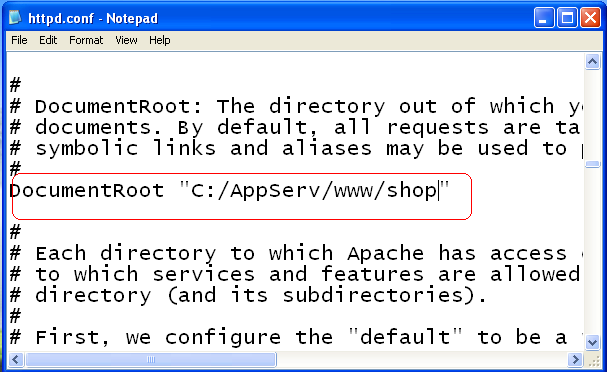 httpd.conf - Notepad
File Edit Format View Help
#
# DocumentRoot: The directory out of which
# documents. By default, all requests are
# symbolic links and aliases may be used to
#
DocumentRoot "C:/AppServ/www/shop"
#
# Each directory to which Apache has access
# to which services and features are allowed
# directory (and its subdirectories).
#
# First, we configure the "default" to be a